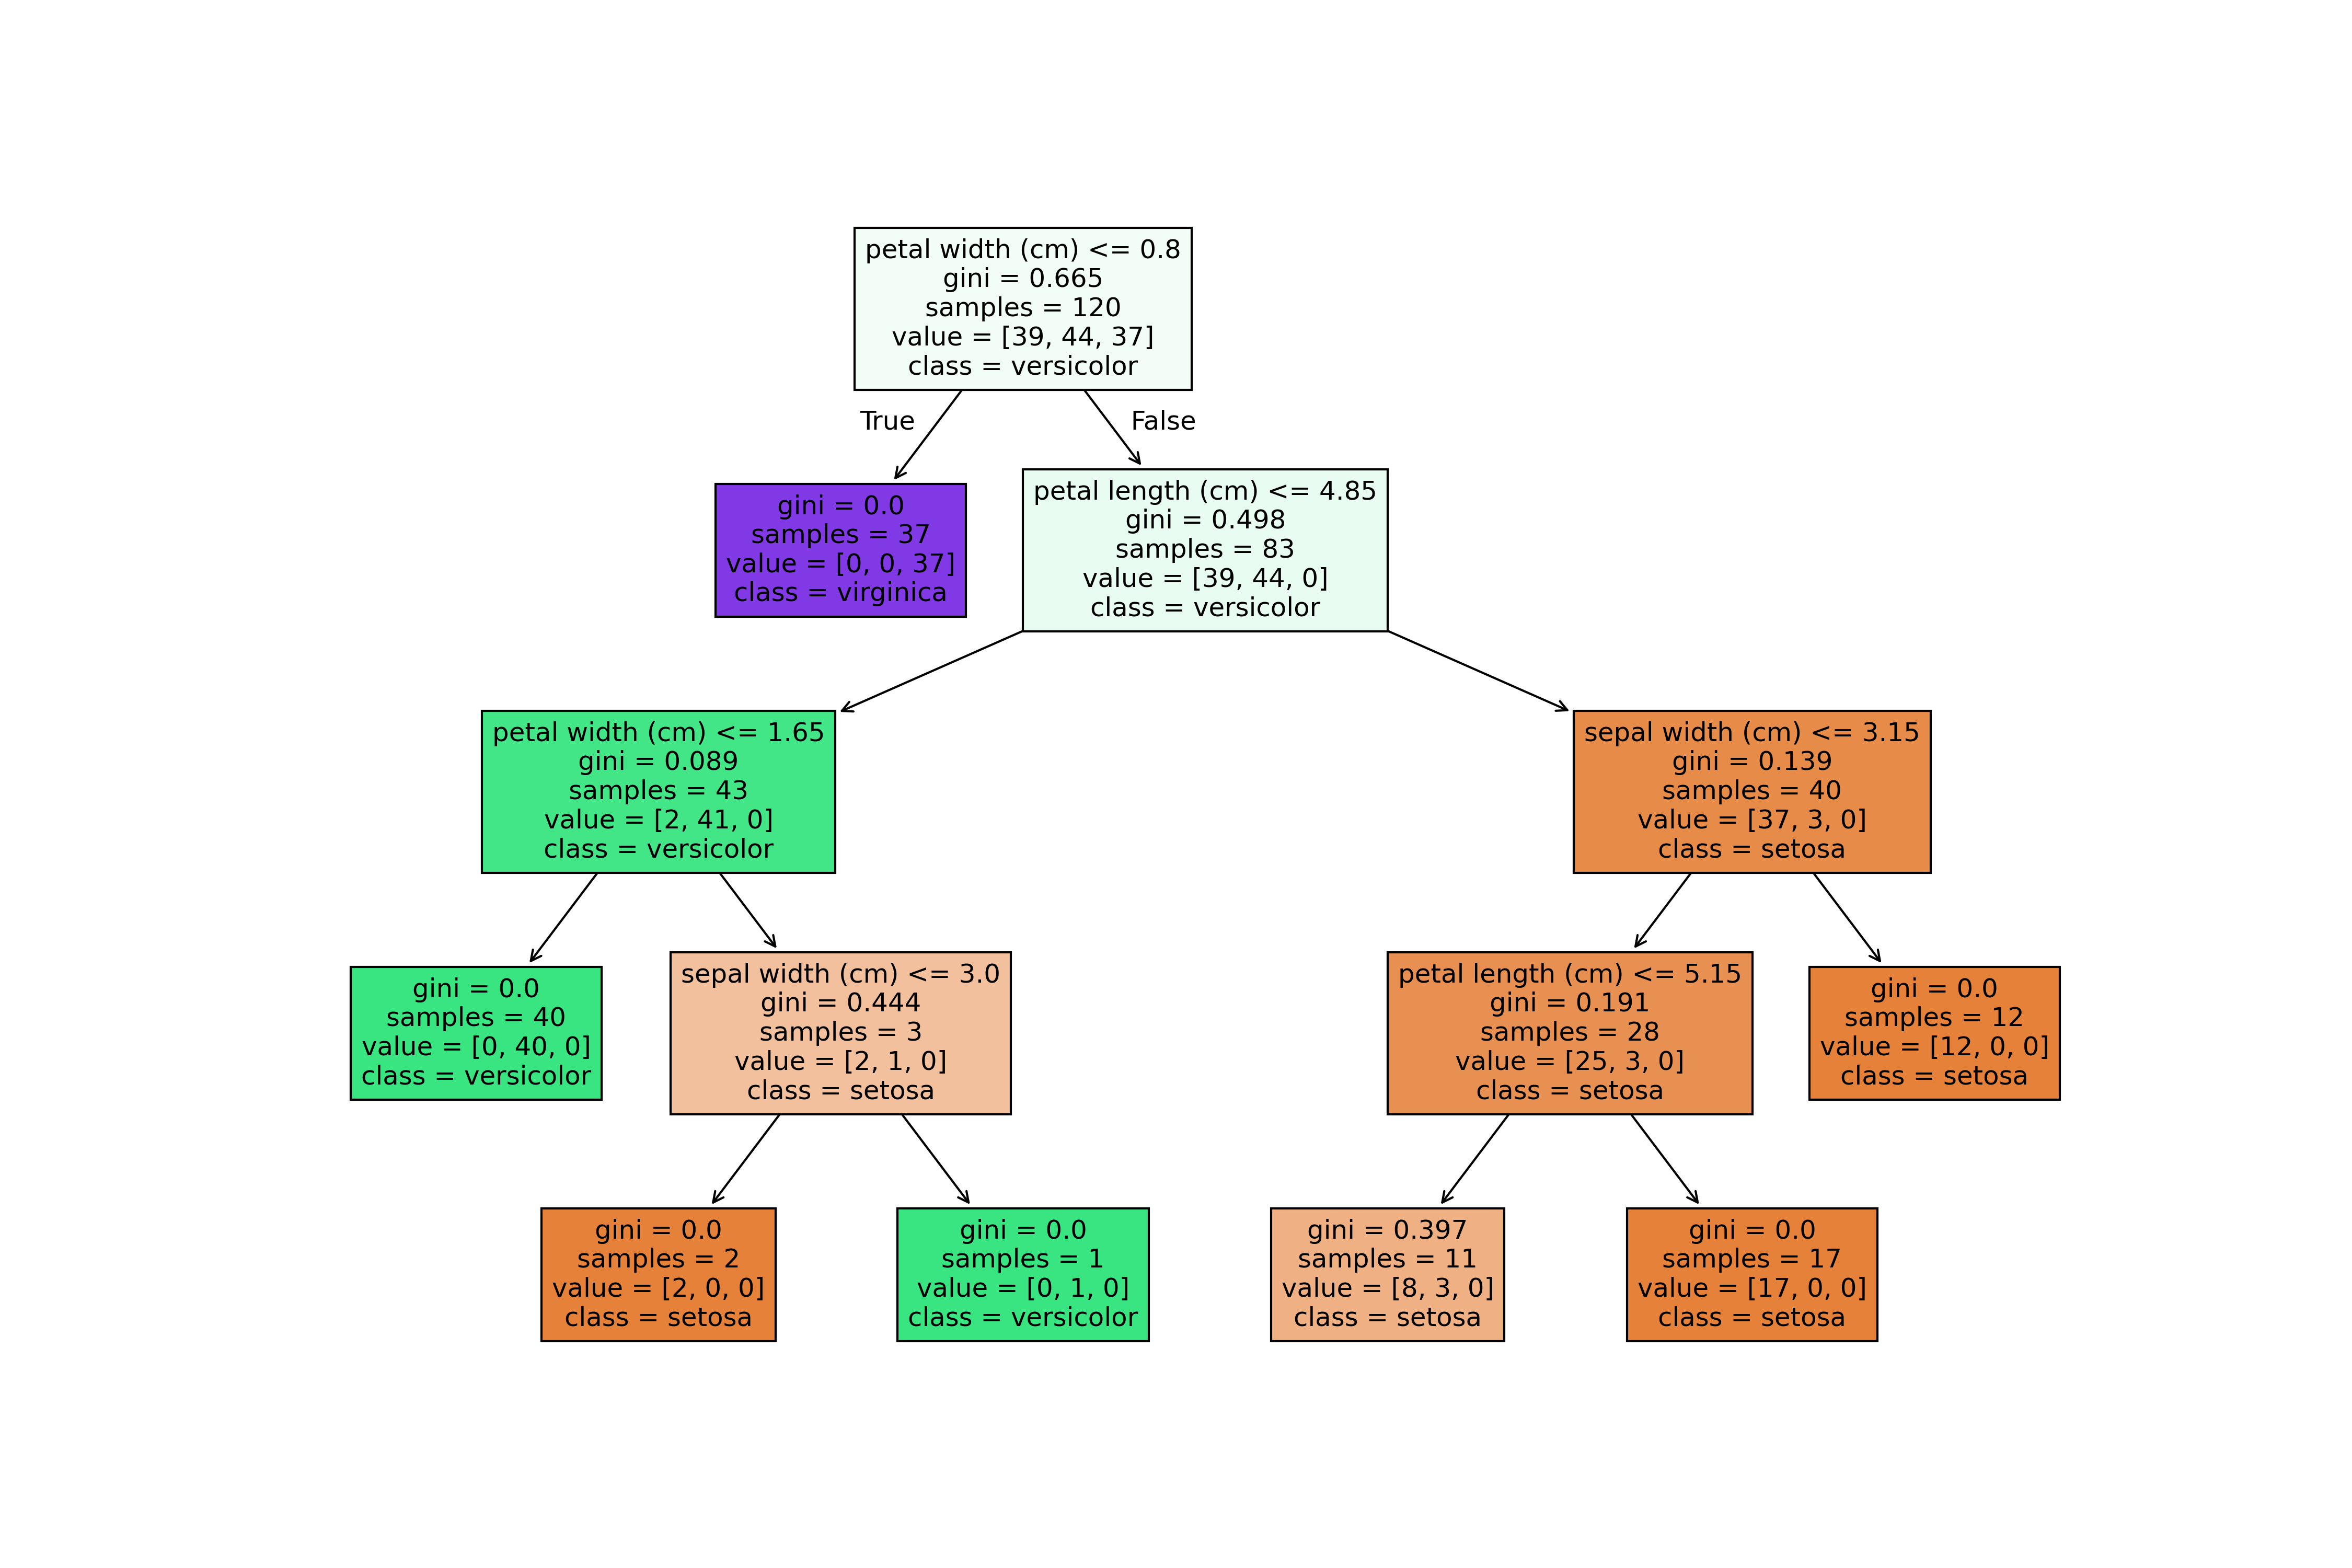 petal width (cm) <= 0.8
gini = 0.665
samples = 120
value = [39, 44, 37]
class = versicolor
True
False
gini = 0.0
samples = 37
value = [0, 0, 37]
class = virginica
petal length (cm) <= 4.85
gini = 0.498
samples = 83
value = [39, 44, 0]
class = versicolor
petal width (cm) <= 1.65
gini = 0.089
samples = 43
value = [2, 41, 0]
class = versicolor
sepal width (cm) <= 3.15
gini = 0.139
samples = 40
value = [37, 3, 0]
class = setosa
gini = 0.0
samples = 40
value = [0, 40, 0]
class = versicolor
sepal width (cm) <= 3.0
gini = 0.444
samples = 3
value = [2, 1, 0]
class = setosa
petal length (cm) <= 5.15
gini = 0.191
samples = 28
value = [25, 3, 0]
class = setosa
gini = 0.0
samples = 12
value = [12, 0, 0]
class = setosa
gini = 0.0
samples = 2
value = [2, 0, 0]
class = setosa
gini = 0.0
samples = 1
value = [0, 1, 0]
class = versicolor
gini = 0.397
samples = 11
value = [8, 3, 0]
class = setosa
gini = 0.0
samples = 17
value = [17, 0, 0]
class = setosa